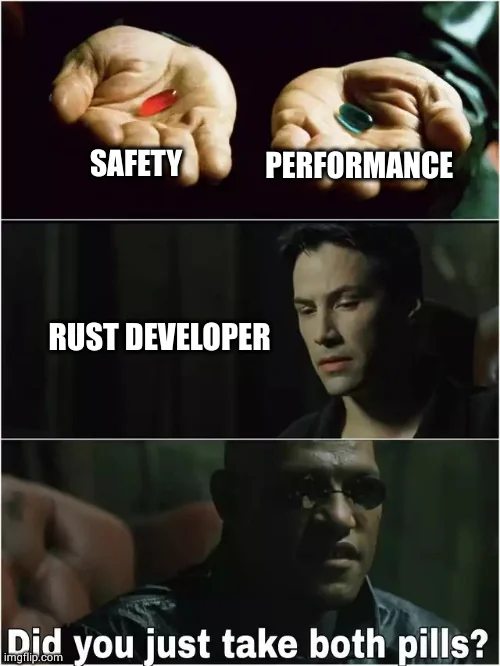 SAFETY
PERFORMANCE
RUST DEVELOPER
Did you just take both pills?
imgflip.com